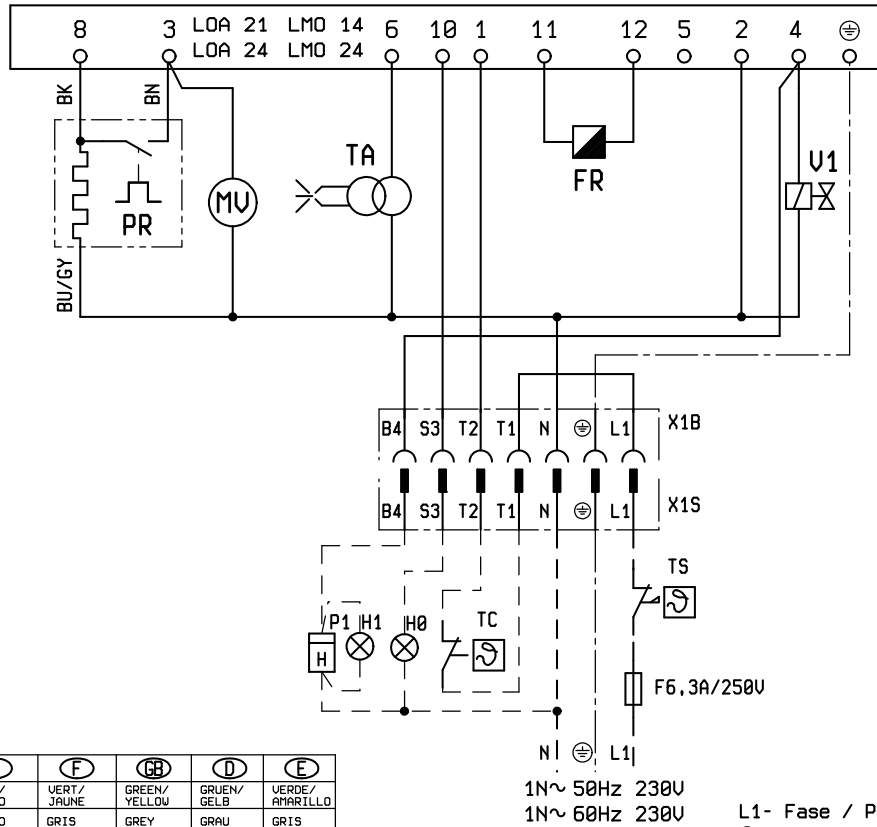 8 3 LOA 21 LMO 14 6 10 1 11 12 5 2 4
LOA 24 LMO 24
BK
BN
TA
FR
V1
MV
PR
BU/GY
B4 S3 T2 T1 N L1 X1B
B4 S3 T2 T1 N L1 X1S
TS
P1 H1 H0 TC
H
F6,3A/250V
N L1
1N~ 50Hz 230V
1N~ 60Hz 230V
L1- Fase / P
F GB D E
VERT/ GREEN/ GRUEN/ VERDE/
JAUNE YELLOW GELB AMARILLO
GRIS GREY GRAU GRIS